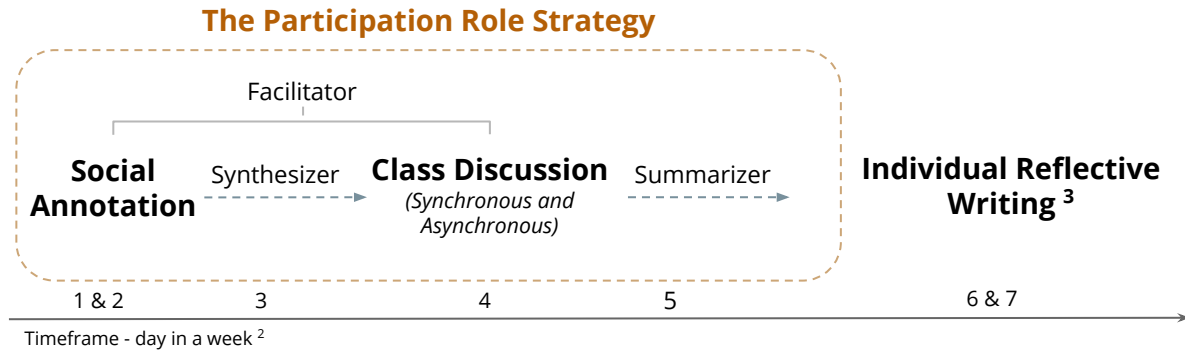 The Participation Role Strategy
Facilitator
Social
Annotation
Synthesizer
Class Discussion
(Synchronous and
Asynchronous)
Summarizer
Individual Reflective
Writing 3
1 & 2
3
4
5
6 & 7
Timeframe - day in a week 2